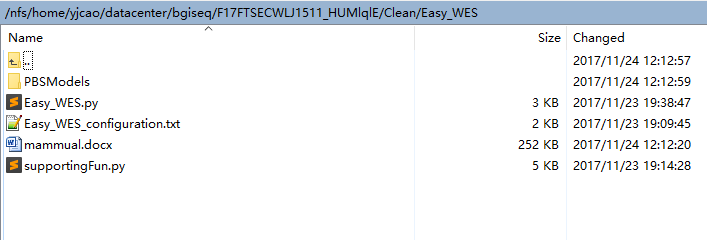 /nfs/home/yjcao/datacenter/bgiseq/F17FTSECWLJ1511_HUMlqlE/Clean/Easy_WES
Name Size Changed
.. 2017/11/24 12:12:57
PBSModels 2017/11/24 12:12:59
Easy_WES.py 3 KB 2017/11/23 19:38:47
Easy_WES_configuration.txt 2 KB 2017/11/23 19:09:45
mammual.docx 252 KB 2017/11/24 12:12:20
supportingFun.py 5 KB 2017/11/23 19:14:28